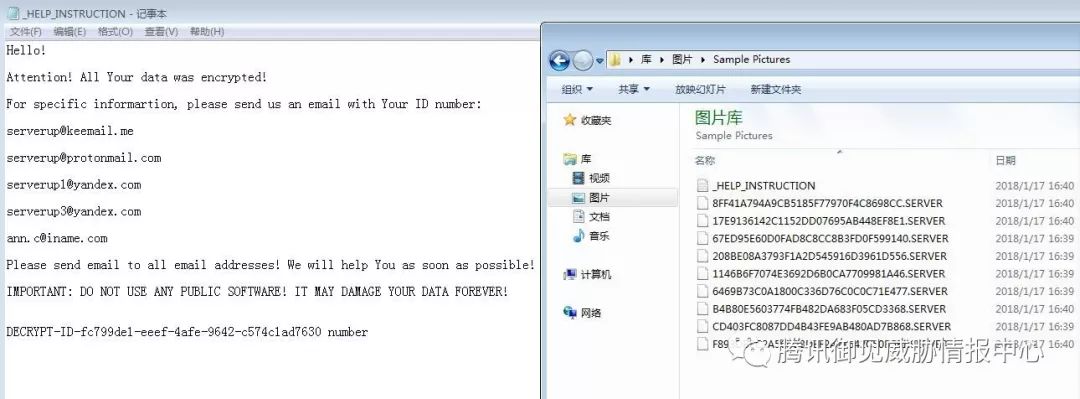 _HELP_INSTRUCTION - 记事本
文件(F) 编辑(E) 格式(O) 查看(V) 帮助(H)
Hello!
Attention! All Your data was encrypted!
For specific informartion, please send us an email with Your ID number:
serverup@keemail.me
serverup@protonmail.com
serverup1@yandex.com
serverup3@yandex.com
ann.c@iname.com
Please send email to all email addresses! We will help You as soon as possible!
IMPORTANT: DO NOT USE ANY PUBLIC SOFTWARE! IT MAY DAMAGE YOUR DATA FOREVER!
DECRYPT-ID-fc799de1-eeef-4afe-9642-c574c1ad7630 number
库 图片 Sample Pictures
组织 共享 放映幻灯片 新建文件夹
收藏夹
库
视频
图片
文档
音乐
计算机
网络
图片库
Sample Pictures
名称 日期
_HELP_INSTRUCTION 2018/1/17 16:40
8FF41A794A9CB5185F77970F4C8698CC.SERVER 2018/1/17 16:40
17E9136142C1152DD07695AB448EF8E1.SERVER 2018/1/17 16:40
67ED95E60D0FAD8C8CC8B3FD0F599140.SERVER 2018/1/17 16:39
208BE08A3793F1A2D545916D3961D556.SERVER 2018/1/17 16:39
1146B6F7074E3692D6B0CA7709981A46.SERVER 2018/1/17 16:40
6469B73C0A1800C336D76C0C0C71E477.SERVER 2018/1/17 16:39
B4B80E5603774FB482DA683F05CD3368.SERVER 2018/1/17 16:40
CD403FC8087DD4B43FE9AB480AD7B868.SERVER 2018/1/17 16:39
2018/1/17 16:40
腾讯御见威胁情报中心